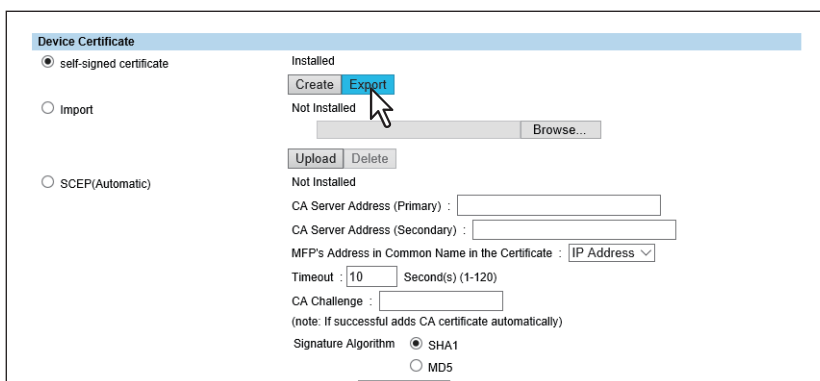 Device Certificate
self-signed certificate Installed
Create Export
Import Not Installed
Browse...
Upload Delete
SCEP(Automatic) Not Installed
CA Server Address (Primary) :
CA Server Address (Secondary) :
MFP's Address in Common Name in the Certificate : IP Address
Timeout : 10 Second(s) (1-120)
CA Challenge :
(note: If successful adds CA certificate automatically)
Signature Algorithm SHA1
MD5